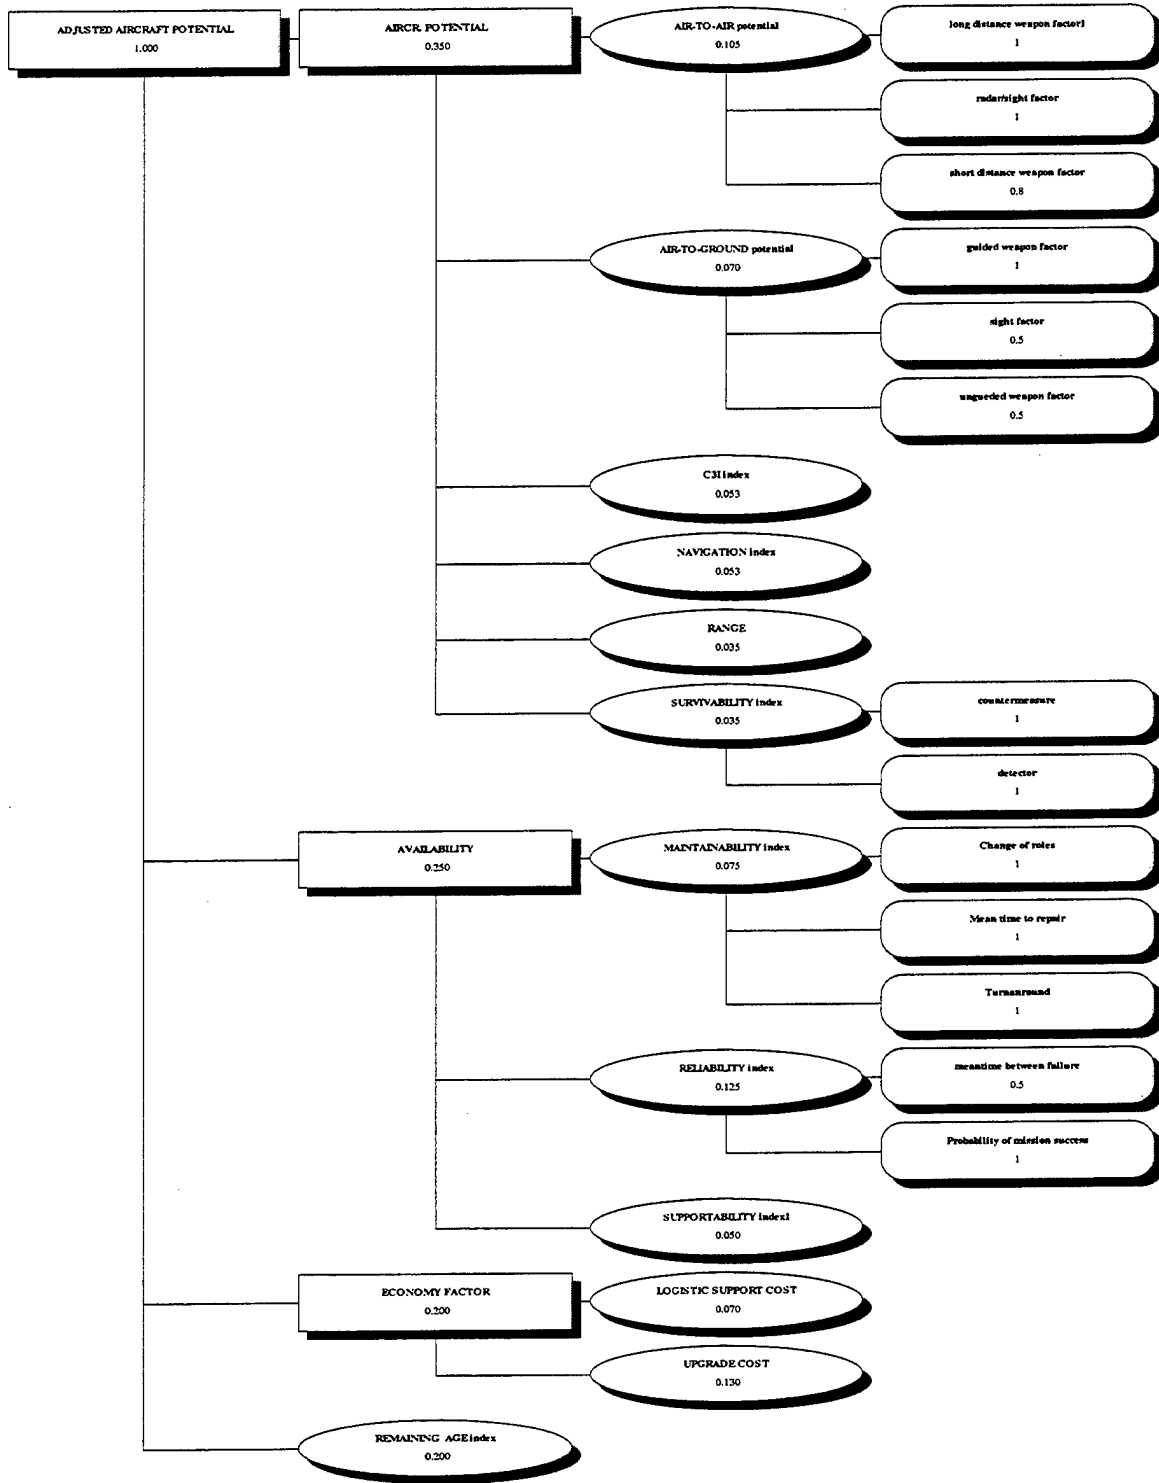 ADJUSTED AIRCRAFT POTENTIAL
1.000
AIRCR. POTENTIAL
0.350
AIR-TO-AIR potential
0.105
long distance weapon factor1
1
radar/sight factor
1
short distance weapon factor
0.8
AIR-TO-GROUND potential
0.070
guided weapon factor
1
sight factor
0.5
ungueded weapon factor
0.5
C3I index
0.053
NAVIGATION index
0.053
RANGE
0.035
SURVIVABILITY index
0.035
countermeasure
1
detector
1
AVAILABILITY
0.250
MAINTAINABILITY index
0.075
Change of roles
1
Mean time to repair
1
Turnanround
1
RELIABILITY index
0.125
meantime between failure
0.5
Probability of mission success
1
SUPPORTABILITY index1
0.050
ECONOMY FACTOR
0.200
LOGISTIC SUPPORT COST
0.070
UPGRADE COST
0.130
REMAINING AGE index
0.200